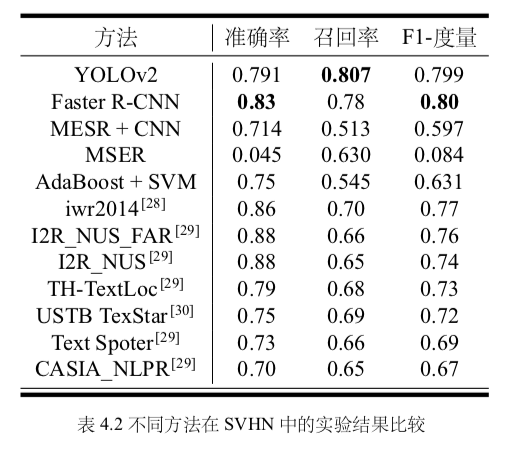 方法 准确率 召回率 F1-度量
YOLOv2 0.791 0.807 0.799
Faster R-CNN 0.83 0.78 0.80
MESR + CNN 0.714 0.513 0.597
MSER 0.045 0.630 0.084
AdaBoost + SVM 0.75 0.545 0.631
iwr2014[28] 0.86 0.70 0.77
I2R_NUS_FAR[29] 0.88 0.66 0.76
I2R_NUS[29] 0.88 0.65 0.74
TH-TextLoc[29] 0.79 0.68 0.73
USTB TexStar[30] 0.75 0.69 0.72
Text Spoter[29] 0.73 0.66 0.69
CASIA_NLPR[29] 0.70 0.65 0.67
表 4.2 不同方法在 SVHN 中的实验结果比较